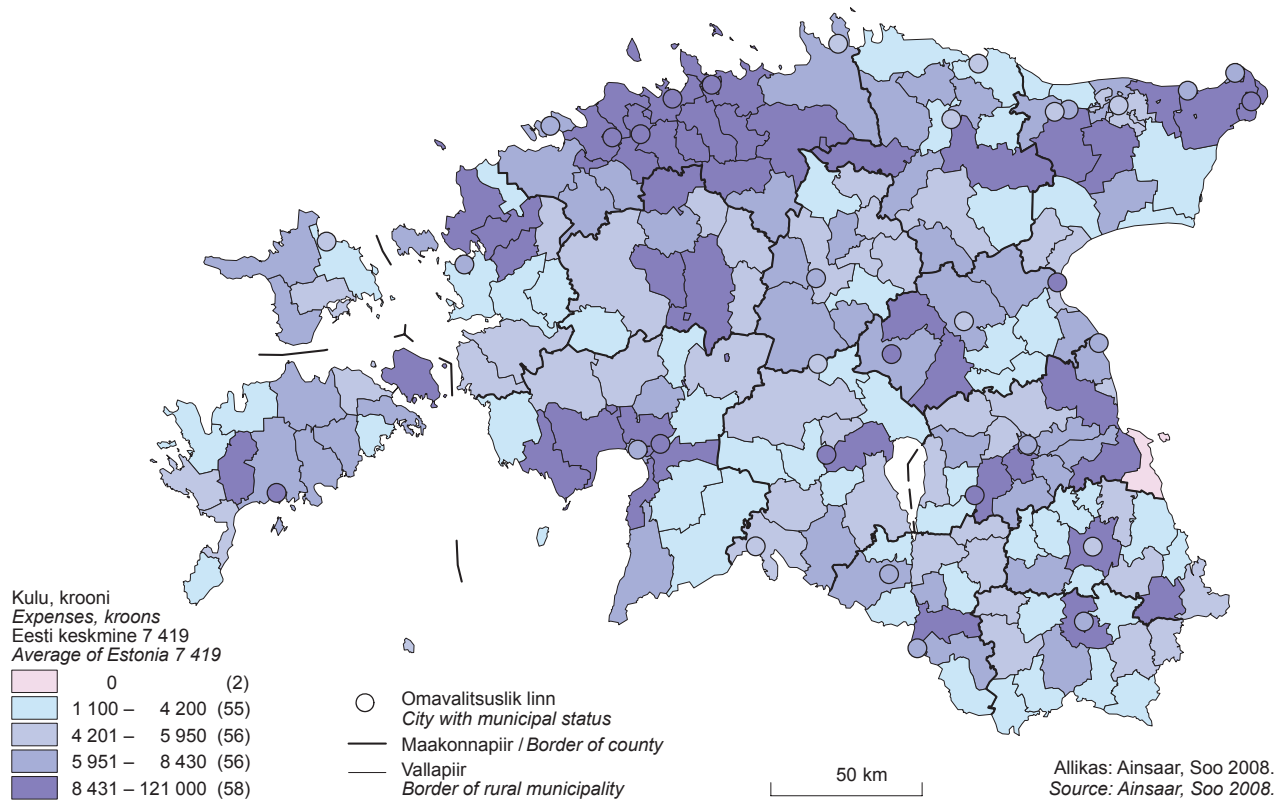 Kulu, krooni
Expenses, kroons
Eesti keskmine 7 419
Average of Estonia 7 419
0 (2)
1 100 – 4 200 (55)
4 201 – 5 950 (56)
5 951 – 8 430 (56)
8 431 – 121 000 (58)
Omavalitsuslik linn
City with municipal status
Maakonnapiir / Border of county
Vallapiir
Border of rural municipality
50 km
Allikas: Ainsaar, Soo 2008.
Source: Ainsaar, Soo 2008.